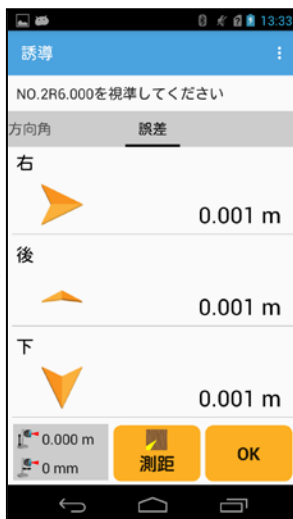 13:33
誘導
NO.2R6.000を視準してください
方向角 誤差
右
0.001 m
後
0.001 m
下
0.001 m
0.000 m
0 mm
測距
OK